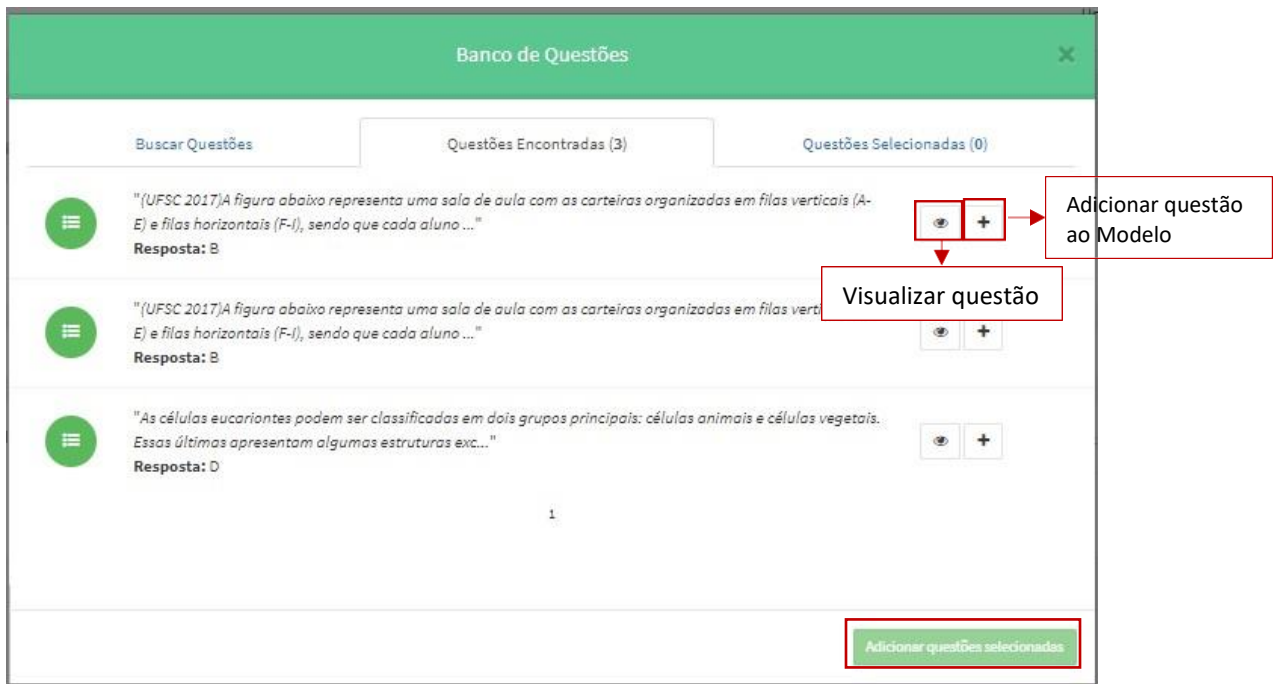 Banco de Questões
Buscar Questões
Questões Encontradas (3)
Questões Selecionadas (0)
"(UFSC 2017)A figura abaixo representa uma sala de aula com as carteiras organizadas em filas verticais (A-
E) e filas horizontais (F-I), sendo que cada aluno ..."
Resposta: B
Adicionar questão
ao Modelo
Visualizar questão
"(UFSC 2017)A figura abaixo representa uma sala de aula com as carteiras organizadas em filas verti
E) e filas horizontais (F-I), sendo que cada aluno ..."
Resposta: B
"As células eucariontes podem ser classificadas em dois grupos principais: células animais e células vegetais.
Essas últimas apresentam algumas estruturas exc..."
Resposta: D
1
Adicionar questões selecionadas